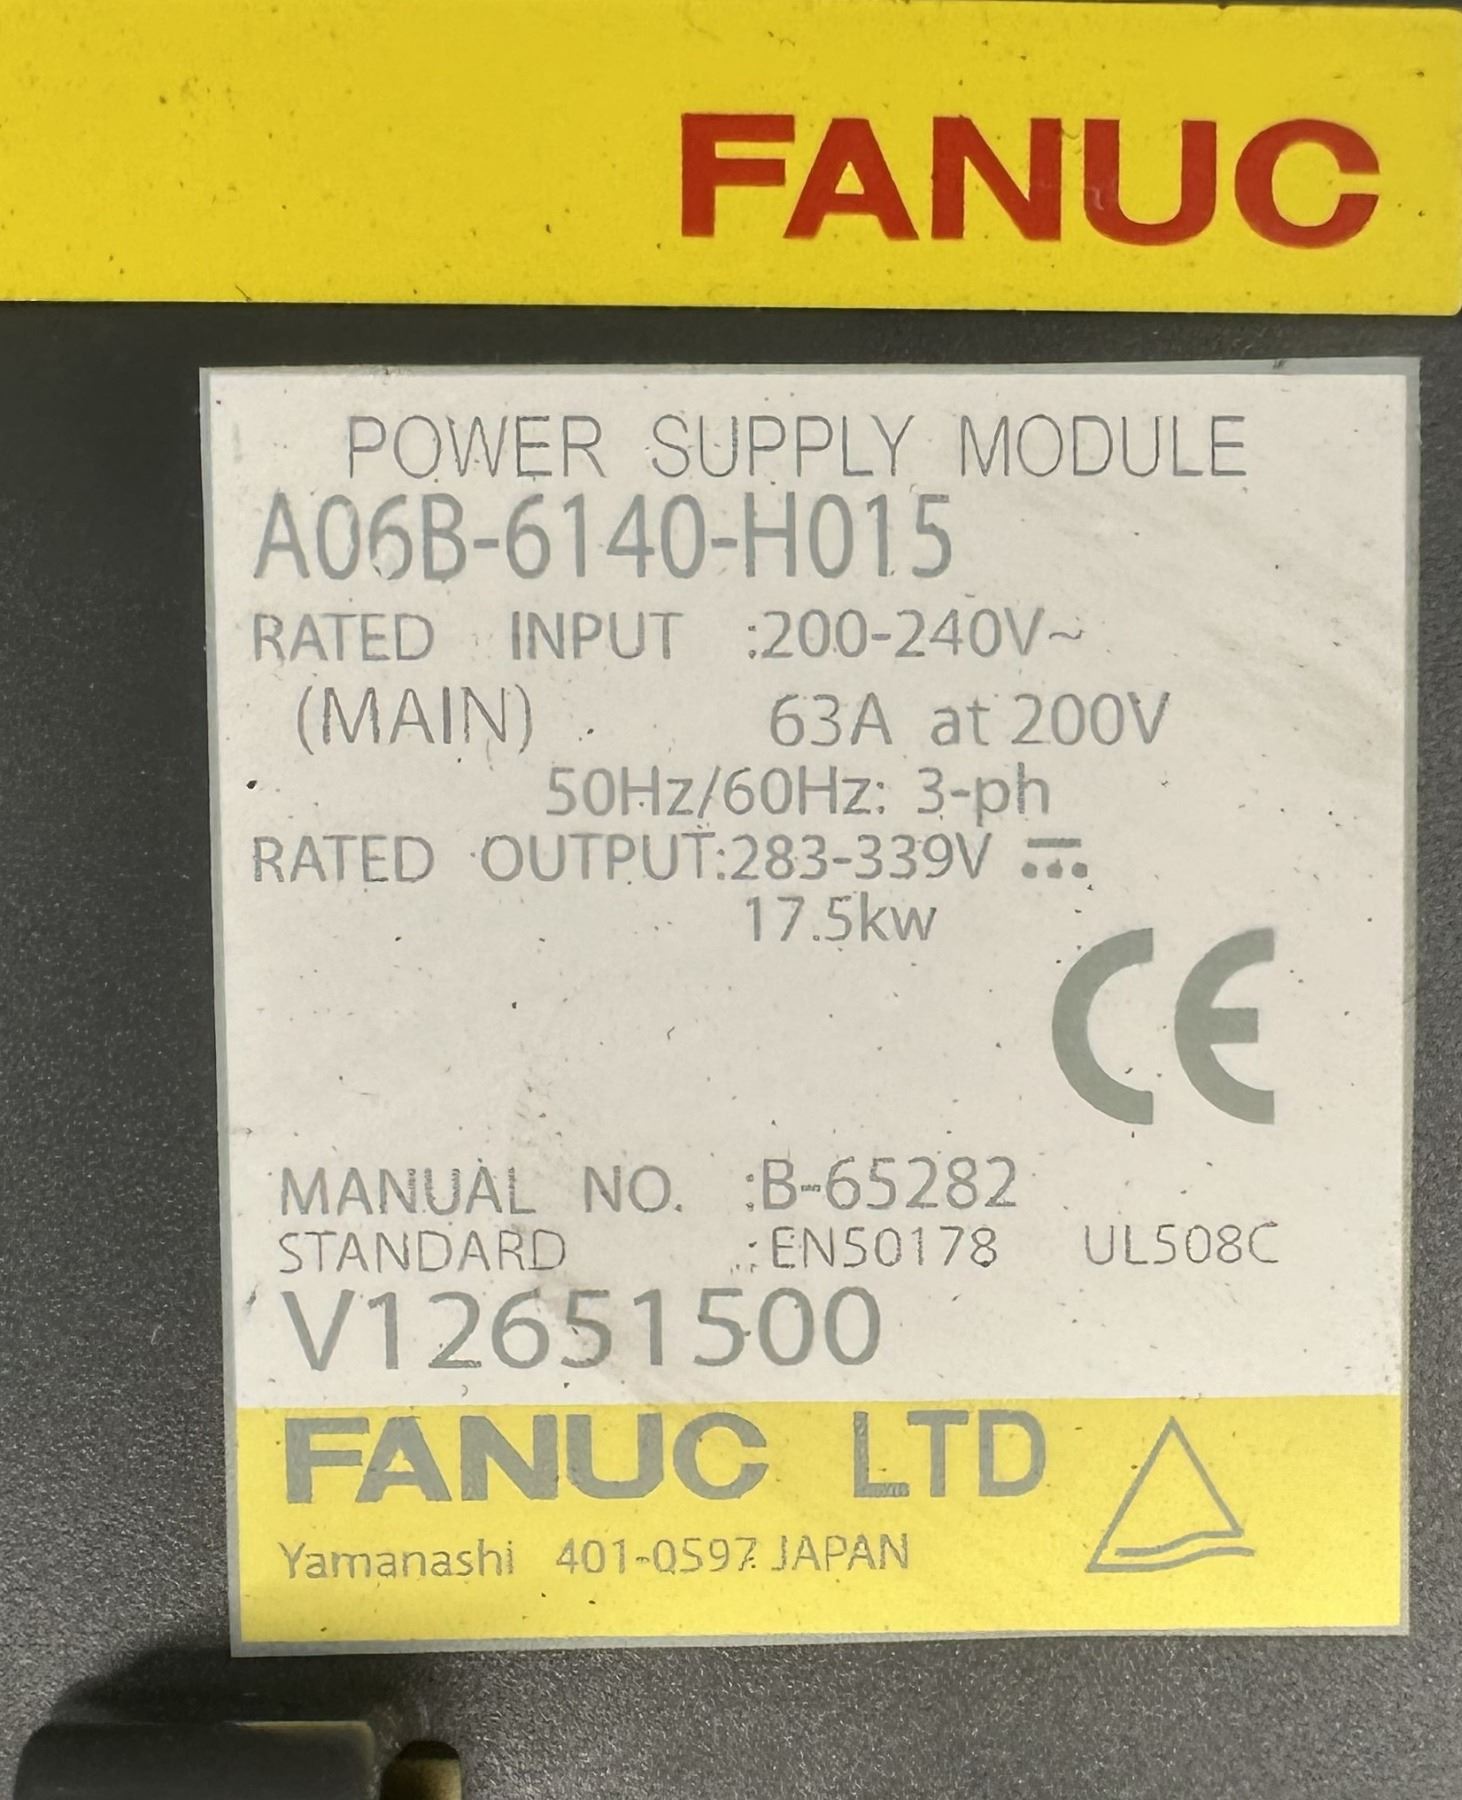 FANUC
POWER SUPPLY MODULE
A06B-6140-H015
RATED INPUT :200-240V~
(MAIN) 63A at 200V
50Hz/60Hz: 3-ph
RATED OUTPUT:283-339V ⎓
17.5kw
CE
MANUAL NO. :B-65282
STANDARD :EN50178 UL508C
V12651500
FANUC LTD
Yamanashi 401-0597 JAPAN